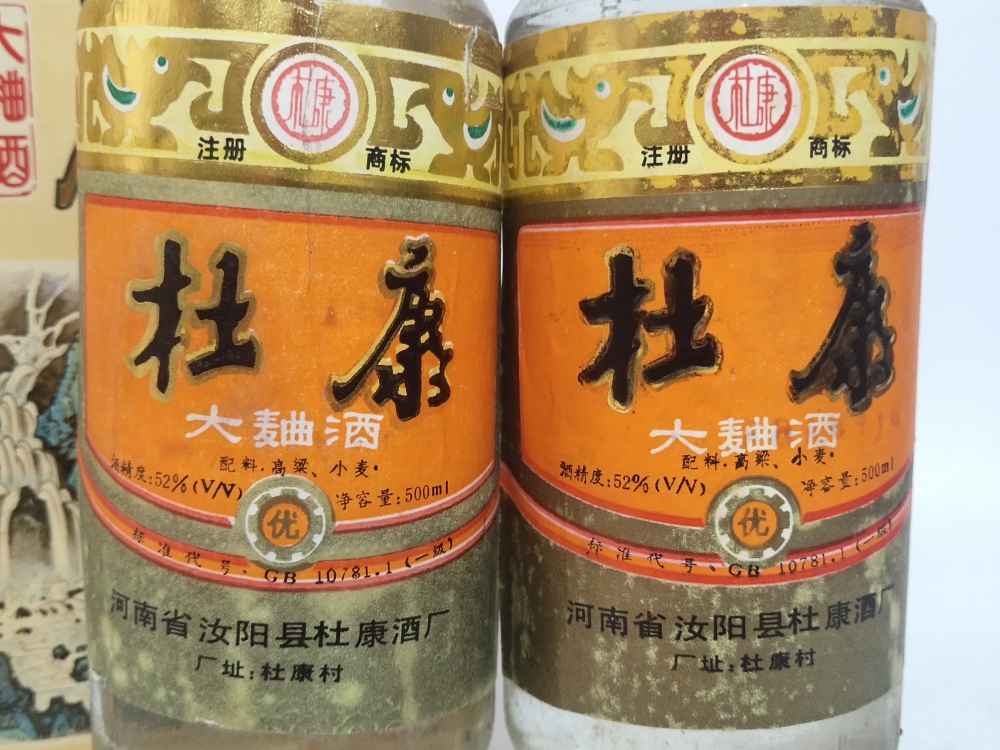 大麯酒
杜康
注册 商标
杜康
大麯酒
配料·高粱、小麦·
酒精度:52%(V/V)
净容量:500ml
优
标准代号、GB 10781.1(一级)
河南省汝阳县杜康酒厂
厂址:杜康村
杜康
注册 商标
杜康
大麯酒
配料·高粱、小麦·
酒精度:52%(V/V)
净容量:500ml
优
标准代号、GB 10781.1(一级)
河南省汝阳县杜康酒厂
厂址:杜康村